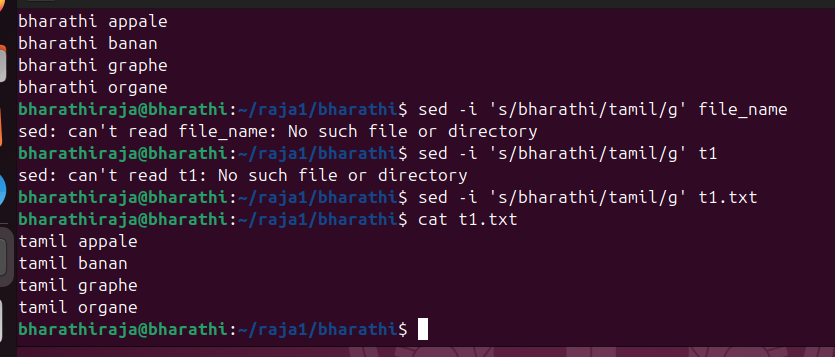 bharathi appale
bharathi banan
bharathi graphe
bharathi organe
bharathiraja@bharathi:~/raja1/bharathi$ sed -i 's/bharathi/tamil/g' file_name
sed: can't read file_name: No such file or directory
bharathiraja@bharathi:~/raja1/bharathi$ sed -i 's/bharathi/tamil/g' t1
sed: can't read t1: No such file or directory
bharathiraja@bharathi:~/raja1/bharathi$ sed -i 's/bharathi/tamil/g' t1.txt
bharathiraja@bharathi:~/raja1/bharathi$ cat t1.txt
tamil appale
tamil banan
tamil graphe
tamil organe
bharathiraja@bharathi:~/raja1/bharathi$